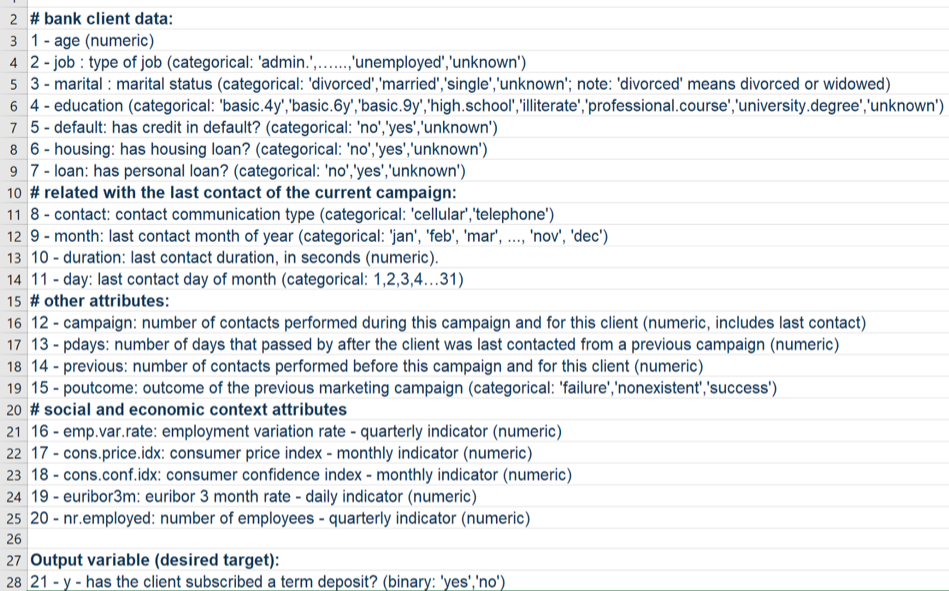 2 # bank client data:
3 1 - age (numeric)
4 2 - job : type of job (categorical: 'admin.',……,'unemployed','unknown')
5 3 - marital : marital status (categorical: 'divorced','married','single','unknown'; note: 'divorced' means divorced or widowed)
6 4 - education (categorical: 'basic.4y','basic.6y','basic.9y','high.school','illiterate','professional.course','university.degree','unknown')
7 5 - default: has credit in default? (categorical: 'no','yes','unknown')
8 6 - housing: has housing loan? (categorical: 'no','yes','unknown')
9 7 - loan: has personal loan? (categorical: 'no','yes','unknown')
10 # related with the last contact of the current campaign:
11 8 - contact: contact communication type (categorical: 'cellular','telephone')
12 9 - month: last contact month of year (categorical: 'jan', 'feb', 'mar', ..., 'nov', 'dec')
13 10 - duration: last contact duration, in seconds (numeric).
14 11 - day: last contact day of month (categorical: 1,2,3,4…31)
15 # other attributes:
16 12 - campaign: number of contacts performed during this campaign and for this client (numeric, includes last contact)
17 13 - pdays: number of days that passed by after the client was last contacted from a previous campaign (numeric)
18 14 - previous: number of contacts performed before this campaign and for this client (numeric)
19 15 - poutcome: outcome of the previous marketing campaign (categorical: 'failure','nonexistent','success')
20 # social and economic context attributes
21 16 - emp.var.rate: employment variation rate - quarterly indicator (numeric)
22 17 - cons.price.idx: consumer price index - monthly indicator (numeric)
23 18 - cons.conf.idx: consumer confidence index - monthly indicator (numeric)
24 19 - euribor3m: euribor 3 month rate - daily indicator (numeric)
25 20 - nr.employed: number of employees - quarterly indicator (numeric)
26
27 Output variable (desired target):
28 21 - y - has the client subscribed a term deposit? (binary: 'yes','no')